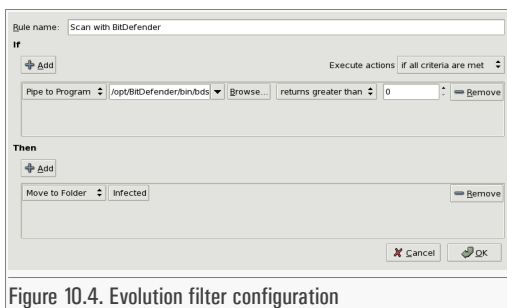 Rule name: Scan with BitDefender
If
Add Execute actions if all criteria are met
Pipe to Program /opt/BitDefender/bin/bds Browse... returns greater than 0 Remove
Then
Add
Move to Folder Infected Remove
Cancel OK
Figure 10.4. Evolution filter configuration